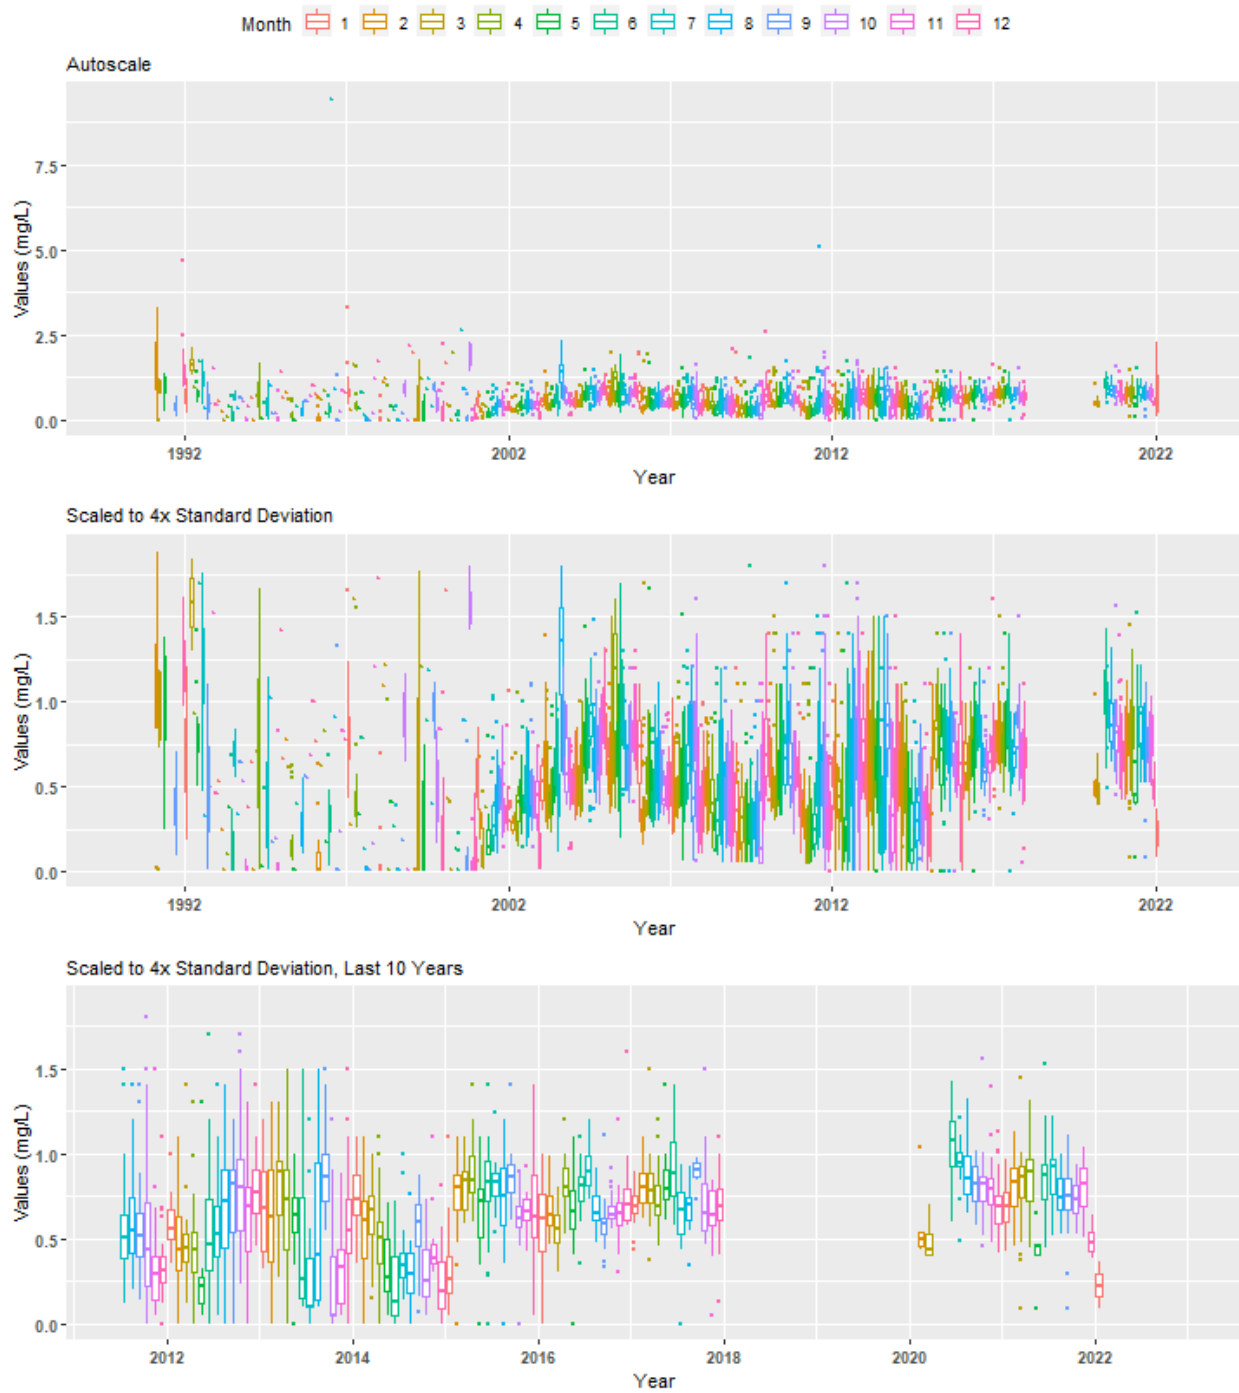 Month 1 2 3 4 5 6 7 8 9 10 11 12
Autoscale
Values (mg/L)
7.5
5.0
2.5
0.0
1992 2002 2012 2022
Year
Scaled to 4x Standard Deviation
Values (mg/L)
1.5
1.0
0.5
0.0
1992 2002 2012 2022
Year
Scaled to 4x Standard Deviation, Last 10 Years
Values (mg/L)
1.5
1.0
0.5
0.0
2012 2014 2016 2018 2020 2022
Year